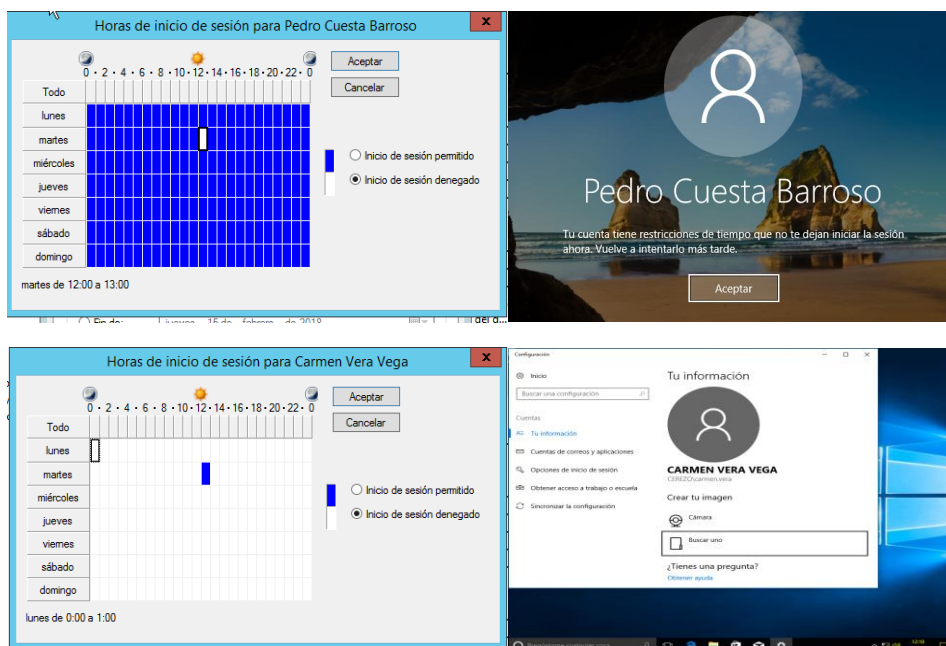 Horas de inicio de sesión para Pedro Cuesta Barroso
x
0 · 2 · 4 · 6 · 8 · 10 · 12 · 14 · 16 · 18 · 20 · 22 · 0
Aceptar
Cancelar
Todo
lunes
martes
miércoles
jueves
viernes
sábado
domingo
Inicio de sesión permitido
Inicio de sesión denegado
martes de 12:00 a 13:00
Pedro Cuesta Barroso
Tu cuenta tiene restricciones de tiempo que no te dejan iniciar la sesión
ahora. Vuelve a intentarlo más tarde.
Aceptar
Horas de inicio de sesión para Carmen Vera Vega
x
0 · 2 · 4 · 6 · 8 · 10 · 12 · 14 · 16 · 18 · 20 · 22 · 0
Aceptar
Cancelar
Todo
lunes
martes
miércoles
jueves
viernes
sábado
domingo
Inicio de sesión permitido
Inicio de sesión denegado
lunes de 0:00 a 1:00
Configuración
Inicio
Buscar una configuración
Cuentas
Tu información
Cuentas de correos y aplicaciones
Opciones de inicio de sesión
Obtener acceso a trabajo o escuela
Sincronizar la configuración
Tu información
CARMEN VERA VEGA
CEREZO\carmen.vera
Crear tu imagen
Cámara
Buscar uno
¿Tienes una pregunta?
Obtener ayuda